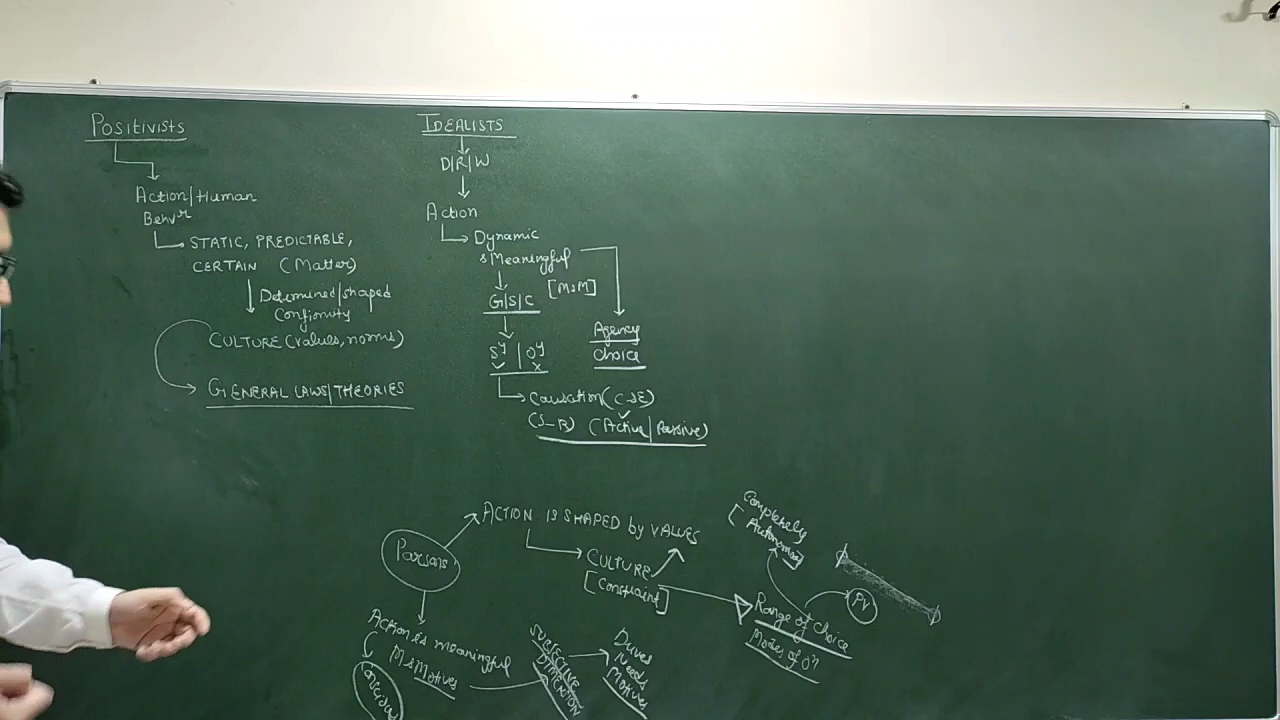 POSITIVISTS
Action/Human
Behvʳ
STATIC, PREDICTABLE,
CERTAIN (Matter)
Determined/shaped
CULTURE (values, norms)
GENERAL LAWS/THEORIES
IDEALISTS
D/R/W
Action
Dynamic
& Meaningful
[M&M]
G/S/C
Agency
Choice
Sʸ | Oʸ
Causation (C-E)
(S-R) (Active/Passive)
Parsons
ACTION IS SHAPED by VALUES
CULTURE
[Constraint]
Completely
[Autonomous]
PV
Range of Choice
Modes of Oⁿ
Action is meaningful
M&Motives
SUBJECTIVE
DIMENSION
Drives
Needs
Motives